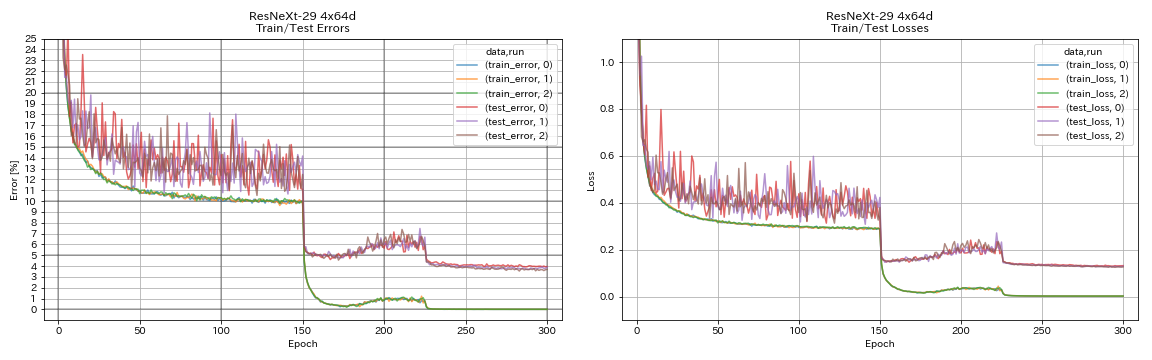 ResNeXt-29 4x64d
Train/Test Errors
25
24
23
22
21
20
19
18
17
16
15
14
13
12
11
10
9
8
7
6
5
4
3
2
1
0
Error [%]
0 50 100 150 200 250 300
Epoch
data,run
(train_error, 0)
(train_error, 1)
(train_error, 2)
(test_error, 0)
(test_error, 1)
(test_error, 2)
ResNeXt-29 4x64d
Train/Test Losses
1.0
0.8
0.6
0.4
0.2
0.0
Loss
0 50 100 150 200 250 300
Epoch
data,run
(train_loss, 0)
(train_loss, 1)
(train_loss, 2)
(test_loss, 0)
(test_loss, 1)
(test_loss, 2)